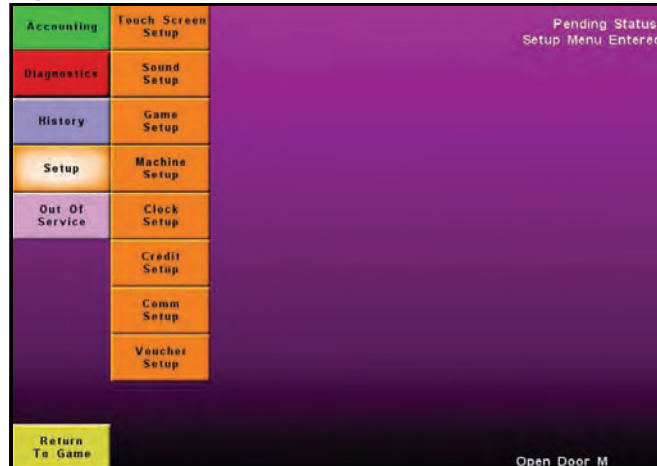 Accounting
Diagnostics
History
Setup
Out Of
Service
Return
To Game
Touch Screen
Setup
Sound
Setup
Game
Setup
Machine
Setup
Clock
Setup
Credit
Setup
Comm
Setup
Voucher
Setup
Pending Status
Setup Menu Entered
Open Door M